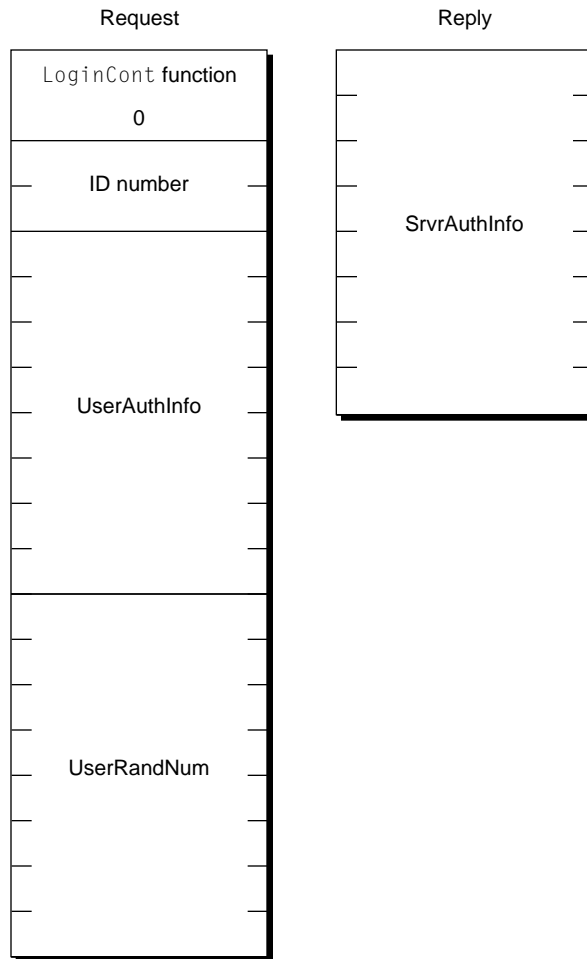 Request
LoginCont function
0
ID number
UserAuthInfo
UserRandNum
Reply
SrvrAuthInfo